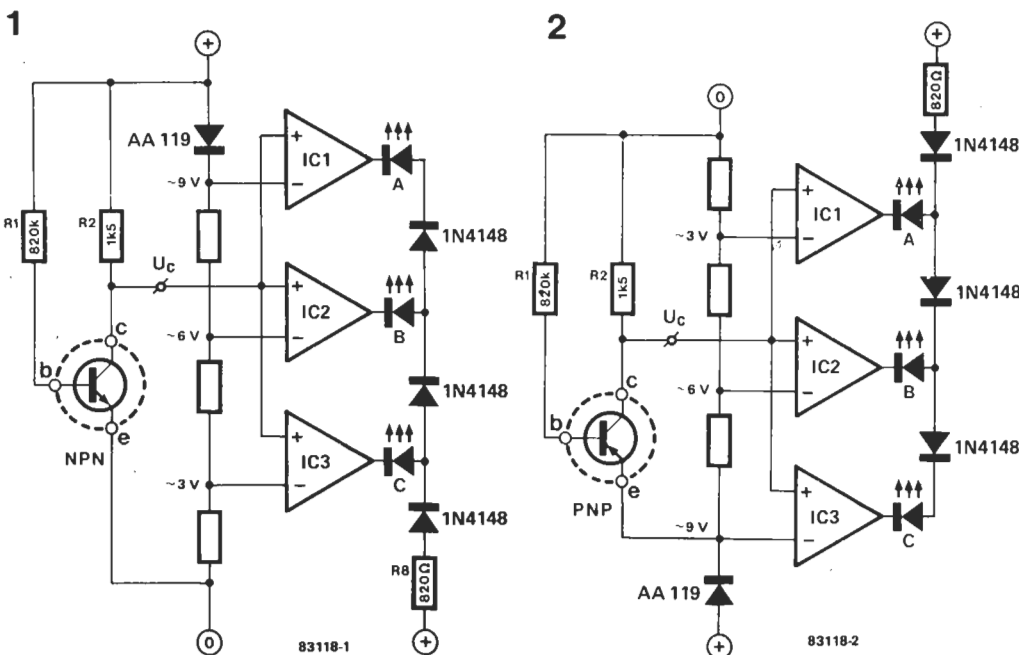 1
+
AA 119
~9 V
R1
820k
R2
1k5
Uc
c
b
e
NPN
~6 V
~3 V
+
IC1
−
A
1N4148
+
IC2
−
B
1N4148
+
IC3
−
C
1N4148
R8
820Ω
+
0
83118-1
2
+
820Ω
1N4148
0
+
IC1
−
A
~3 V
R1
820k
R2
1k5
Uc
1N4148
+
IC2
−
B
~6 V
c
b
e
PNP
1N4148
~9 V
+
IC3
−
C
AA 119
+
83118-2